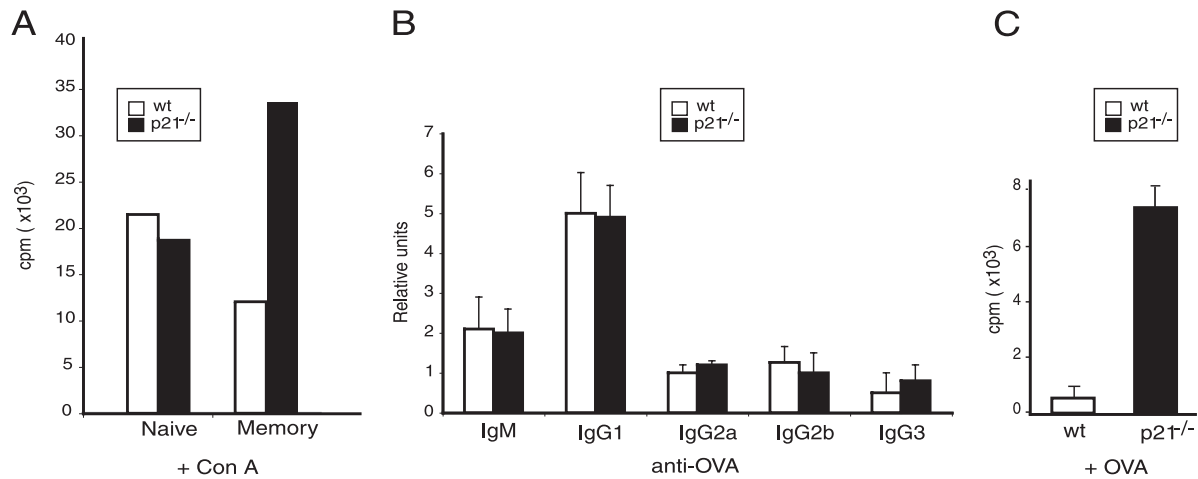 A
40
35
30
25
20
15
10
5
0
cpm ( x10³)
wt
p21-/-
Naive
Memory
+ Con A
B
wt
p21-/-
7
6
5
4
3
2
1
0
Relative units
IgM
IgG1
IgG2a
IgG2b
IgG3
anti-OVA
C
wt
p21-/-
8
6
4
2
0
cpm ( x10³)
wt
p21-/-
+ OVA